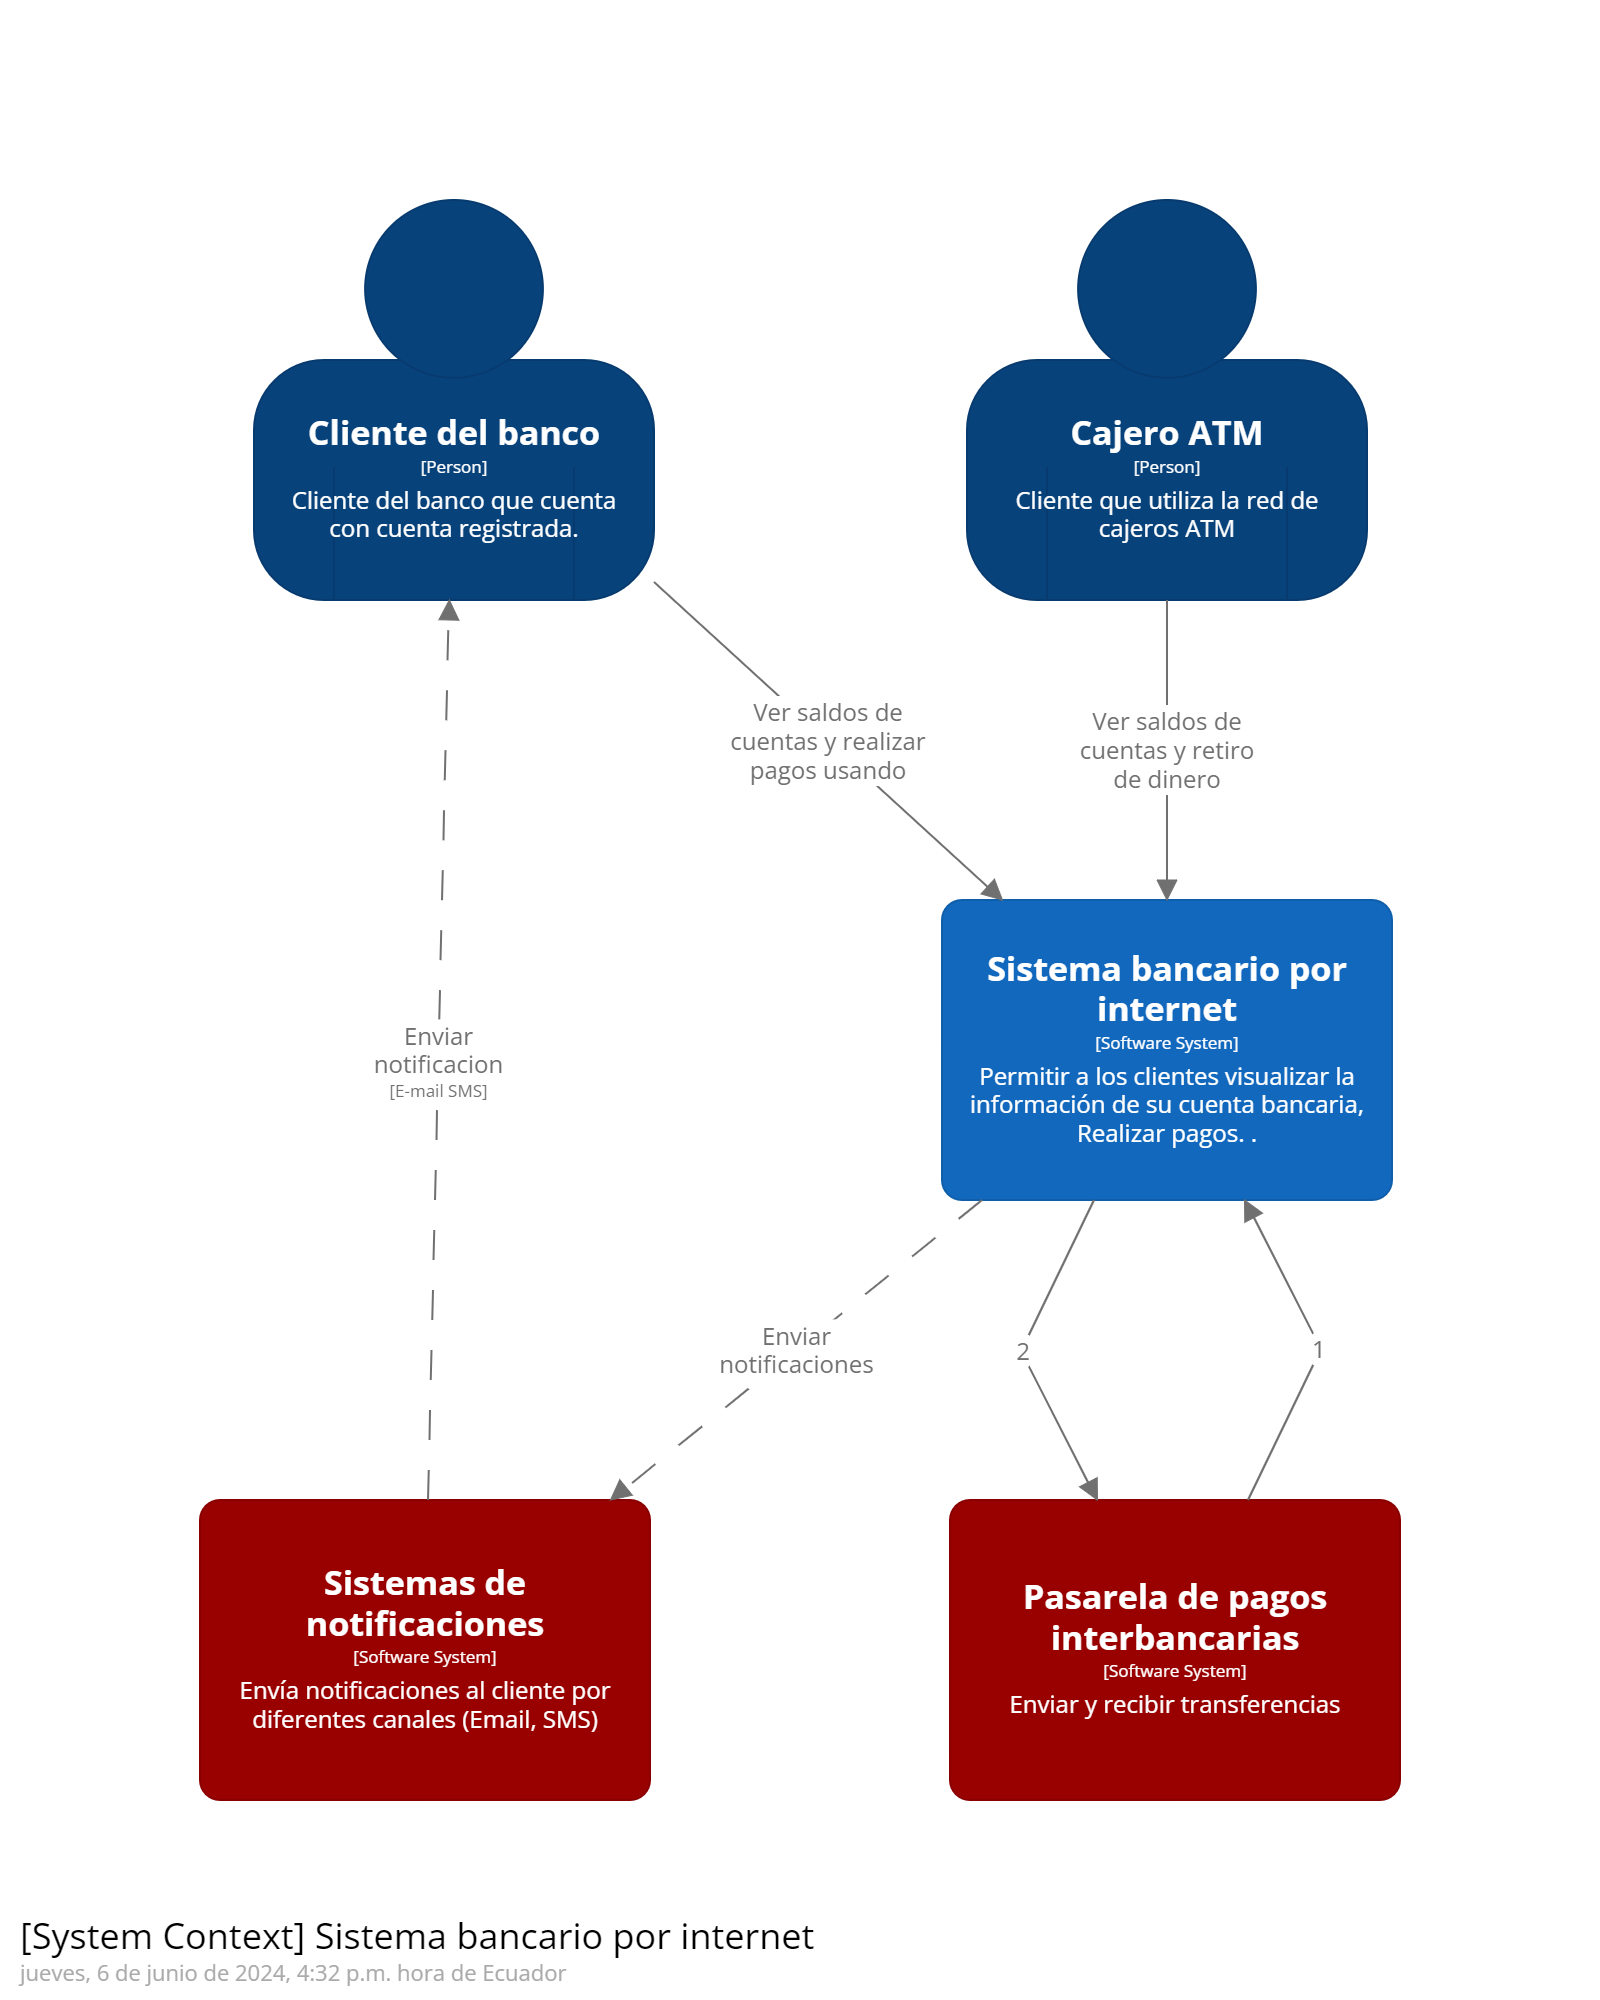 Cliente del banco
[Person]
Cliente del banco que cuenta
con cuenta registrada.
Cajero ATM
[Person]
Cliente que utiliza la red de
cajeros ATM
Ver saldos de
cuentas y realizar
pagos usando
Ver saldos de
cuentas y retiro
de dinero
Sistema bancario por
internet
[Software System]
Permitir a los clientes visualizar la
información de su cuenta bancaria,
Realizar pagos. .
Enviar
notificacion
[E-mail SMS]
Enviar
notificaciones
2
1
Sistemas de
notificaciones
[Software System]
Envía notificaciones al cliente por
diferentes canales (Email, SMS)
Pasarela de pagos
interbancarias
[Software System]
Enviar y recibir transferencias
[System Context] Sistema bancario por internet
jueves, 6 de junio de 2024, 4:32 p.m. hora de Ecuador